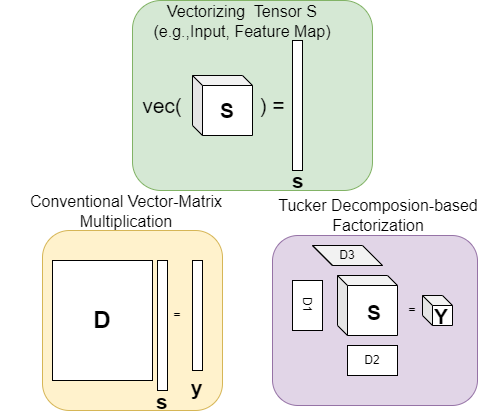 Vectorizing Tensor S
(e.g.,Input, Feature Map)
vec( S ) =
s
Conventional Vector-Matrix
Multiplication
D
=
s
y
Tucker Decomposion-based
Factorization
D3
D1
S
=
Y
D2